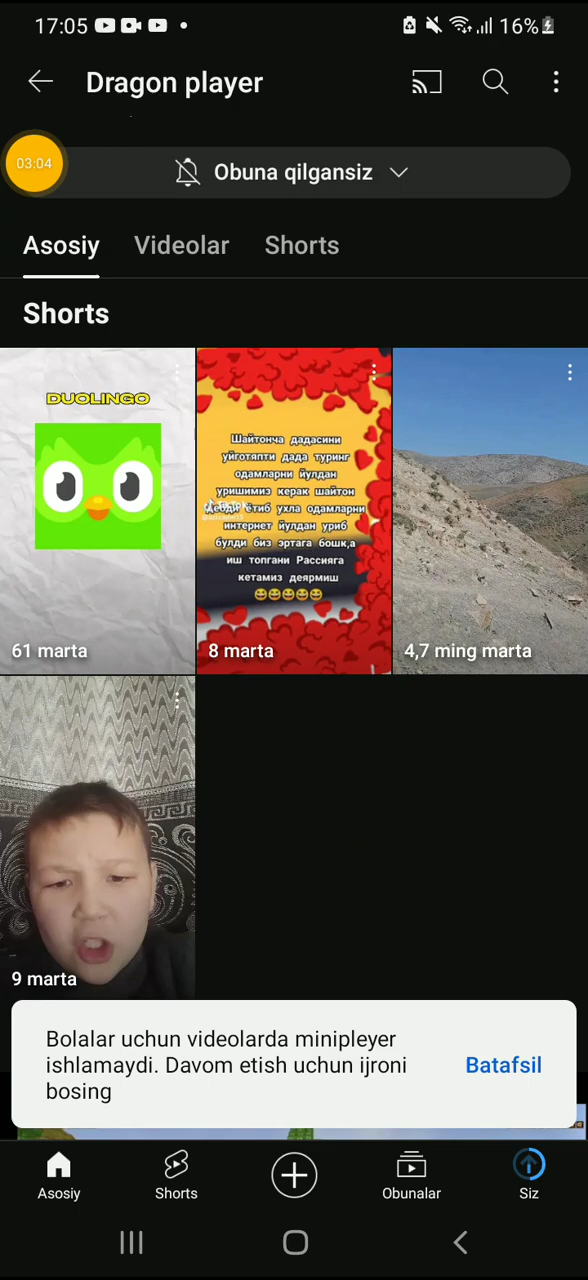 17:05
16%
Dragon player
03:04
Obuna qilgansiz
Asosiy
Videolar
Shorts
Shorts
DUOLINGO
61 marta
Шайтонча дадасини
уйготяпти дада туринг
одамларни йулдан
уришимиз керак шайтон
дебди ётиб ухла одамларни
интернет йулдан уриб
булди биз эртага бошк,а
иш топгани Рассияга
кетамиз деярмиш
8 marta
4,7 ming marta
9 marta
Bolalar uchun videolarda minipleyer
ishlamaydi. Davom etish uchun ijroni
bosing
Batafsil
Asosiy
Shorts
Obunalar
Siz